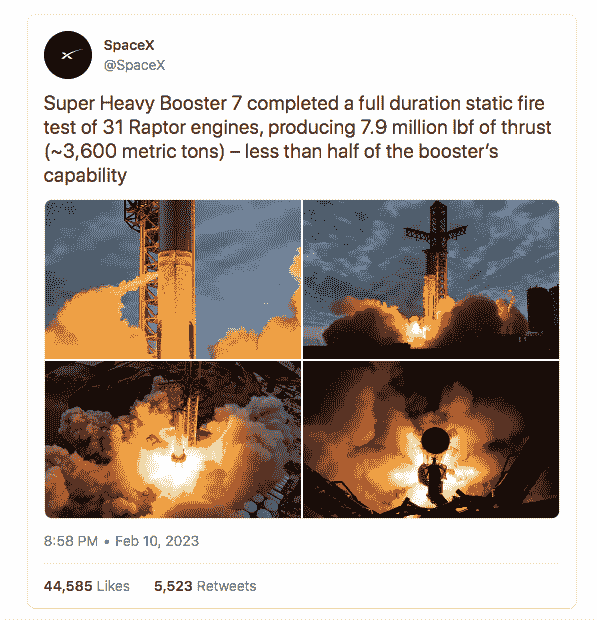 SpaceX
@SpaceX
Super Heavy Booster 7 completed a full duration static fire
test of 31 Raptor engines, producing 7.9 million lbf of thrust
(~3,600 metric tons) – less than half of the booster’s
capability
8:58 PM • Feb 10, 2023
44,585 Likes 5,523 Retweets